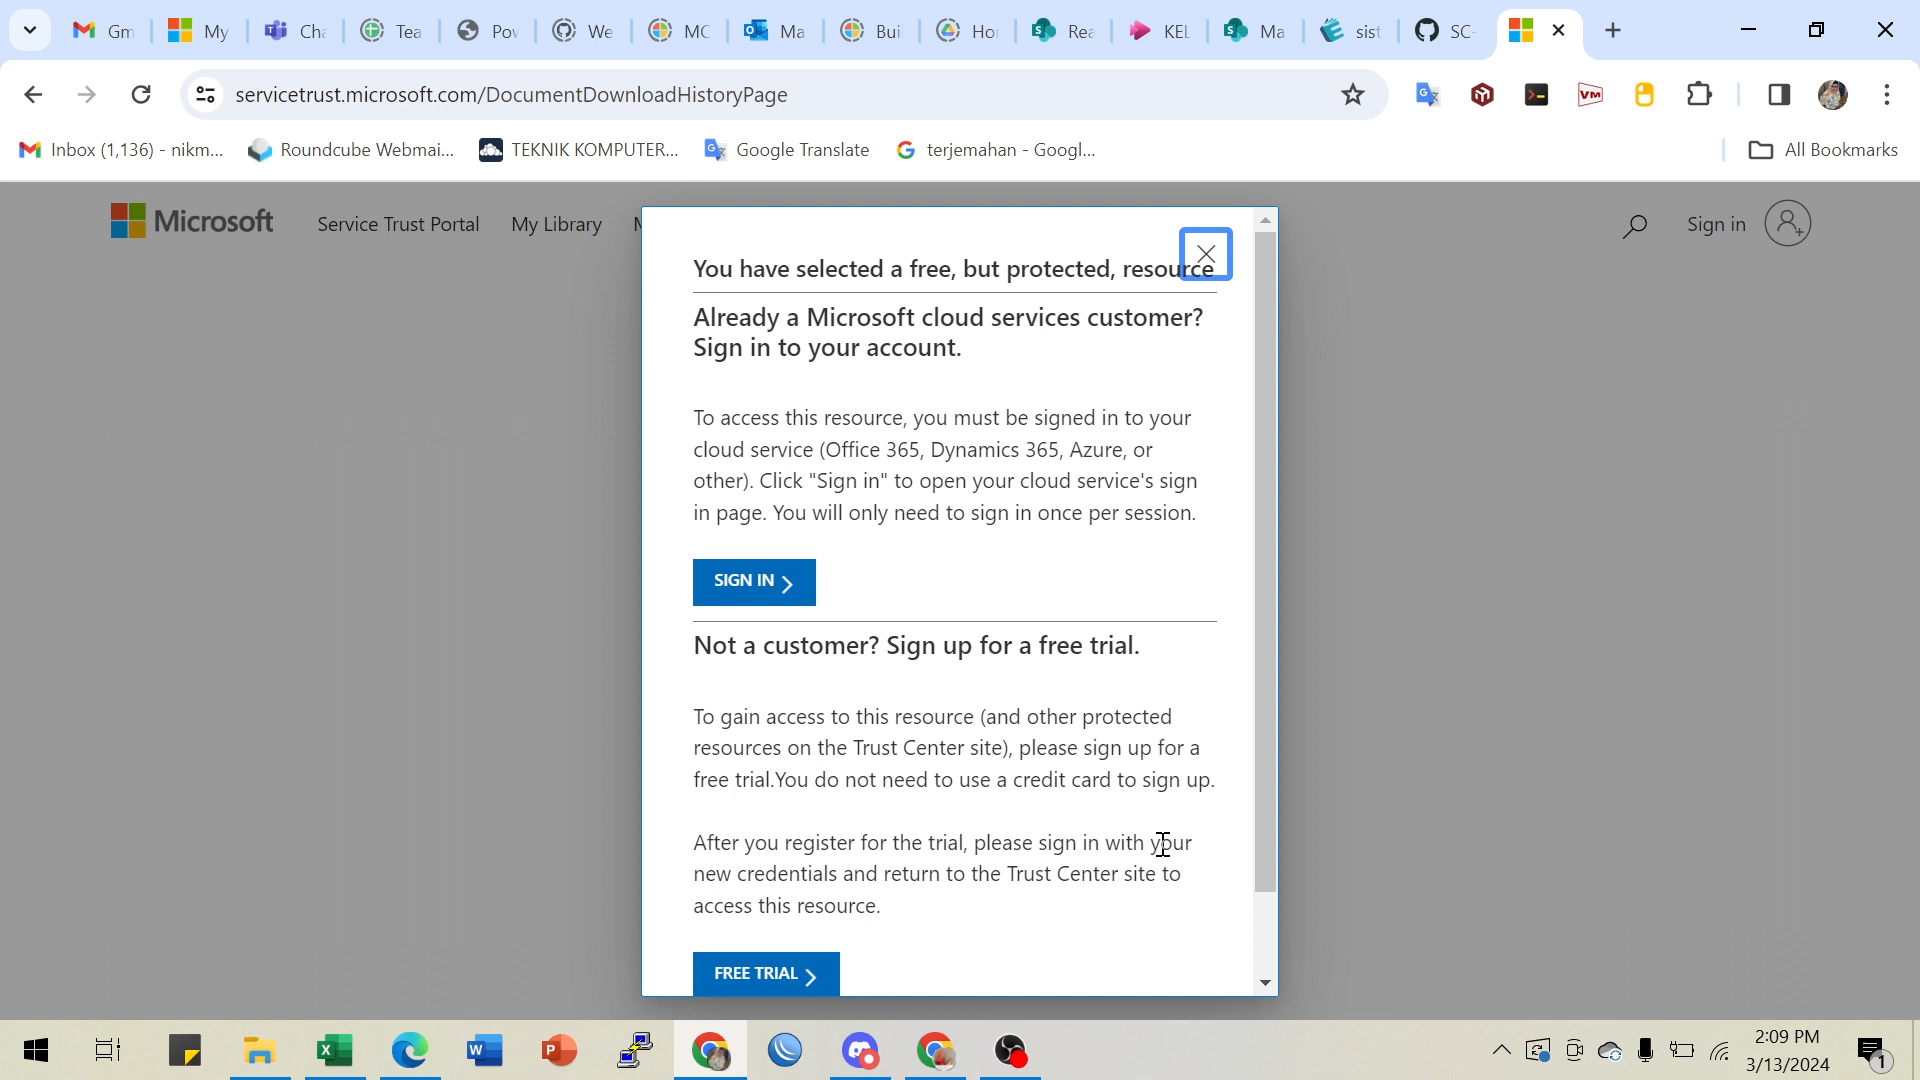 Gm
My
Cha
Tea
Pov
We
MC
Ma
Bui
Ho
Rea
KEL
Ma
sist
SC-
servicetrust.microsoft.com/DocumentDownloadHistoryPage
Inbox (1,136) - nikm...
Roundcube Webmai...
TEKNIK KOMPUTER...
Google Translate
terjemahan - Googl...
All Bookmarks
Microsoft
Service Trust Portal
My Library
Sign in
You have selected a free, but protected, resource
Already a Microsoft cloud services customer?
Sign in to your account.
To access this resource, you must be signed in to your
cloud service (Office 365, Dynamics 365, Azure, or
other). Click "Sign in" to open your cloud service's sign
in page. You will only need to sign in once per session.
SIGN IN
Not a customer? Sign up for a free trial.
To gain access to this resource (and other protected
resources on the Trust Center site), please sign up for a
free trial.You do not need to use a credit card to sign up.
After you register for the trial, please sign in with your
new credentials and return to the Trust Center site to
access this resource.
FREE TRIAL
2:09 PM
3/13/2024
1